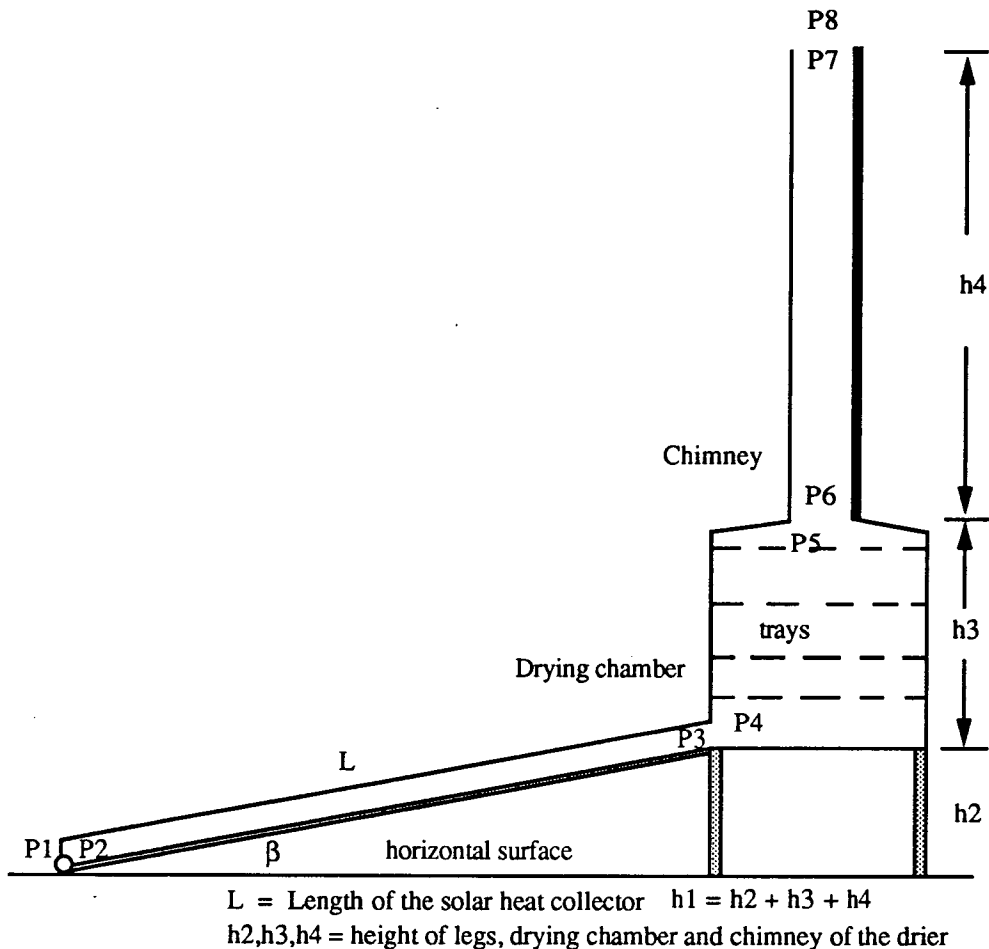 P8
P7
h4
Chimney
P6
P5
trays
h3
Drying chamber
P4
P3
L
h2
P1 P2
β
horizontal surface
L = Length of the solar heat collector h1 = h2 + h3 + h4
h2,h3,h4 = height of legs, drying chamber and chimney of the drier